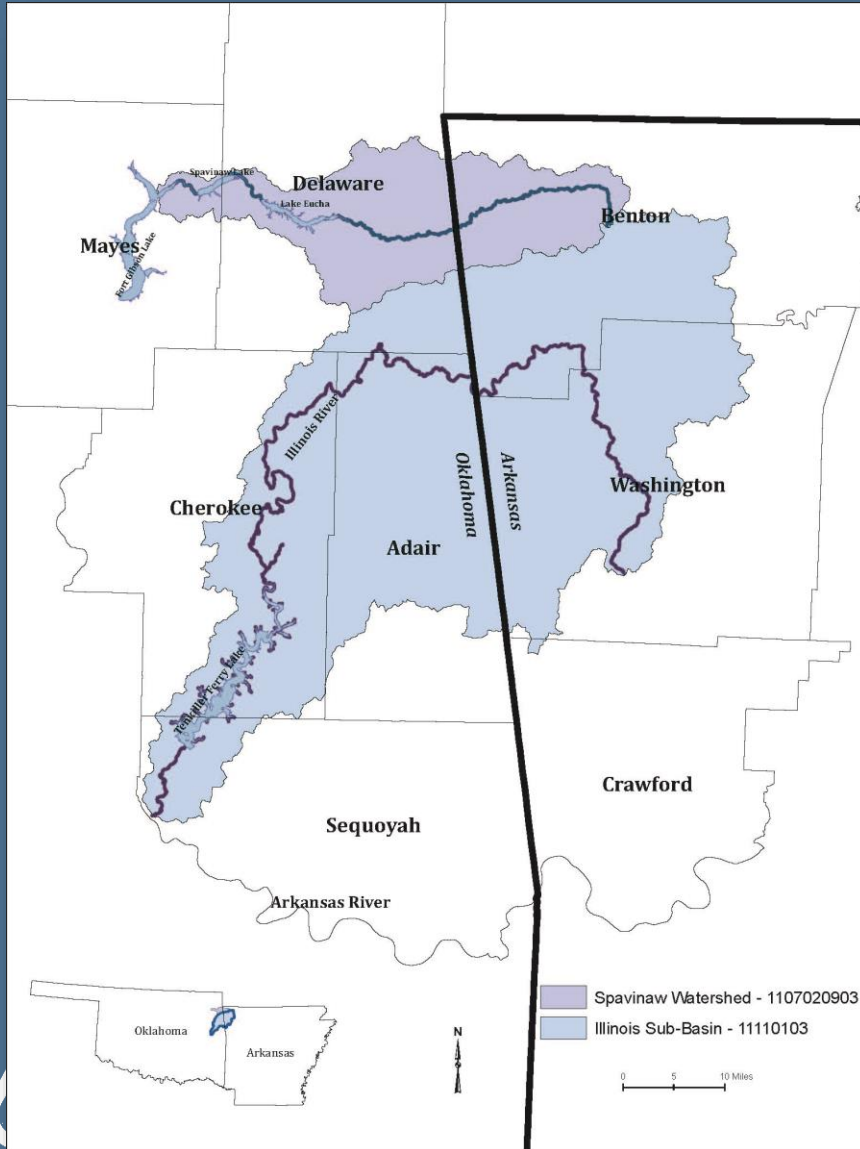 Spavinaw Lake
Delaware
Lake Eucha
Benton
Mayes
Fort Gibson Lake
Illinois River
Oklahoma
Arkansas
Washington
Cherokee
Adair
Tenkiller Ferry Lake
Crawford
Sequoyah
Arkansas River
Spavinaw Watershed - 1107020903
Illinois Sub-Basin - 11110103
Oklahoma
Arkansas
N
0 5 10 Miles